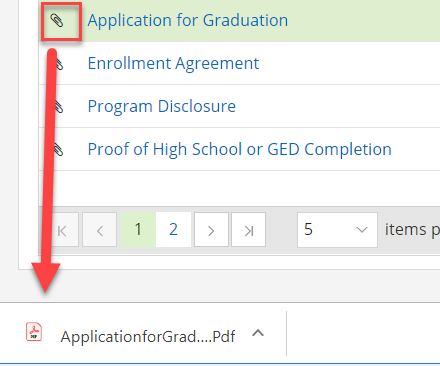 Application for Graduation
Enrollment Agreement
Program Disclosure
Proof of High School or GED Completion
1 2 5 items p
PDF
ApplicationforGrad....Pdf